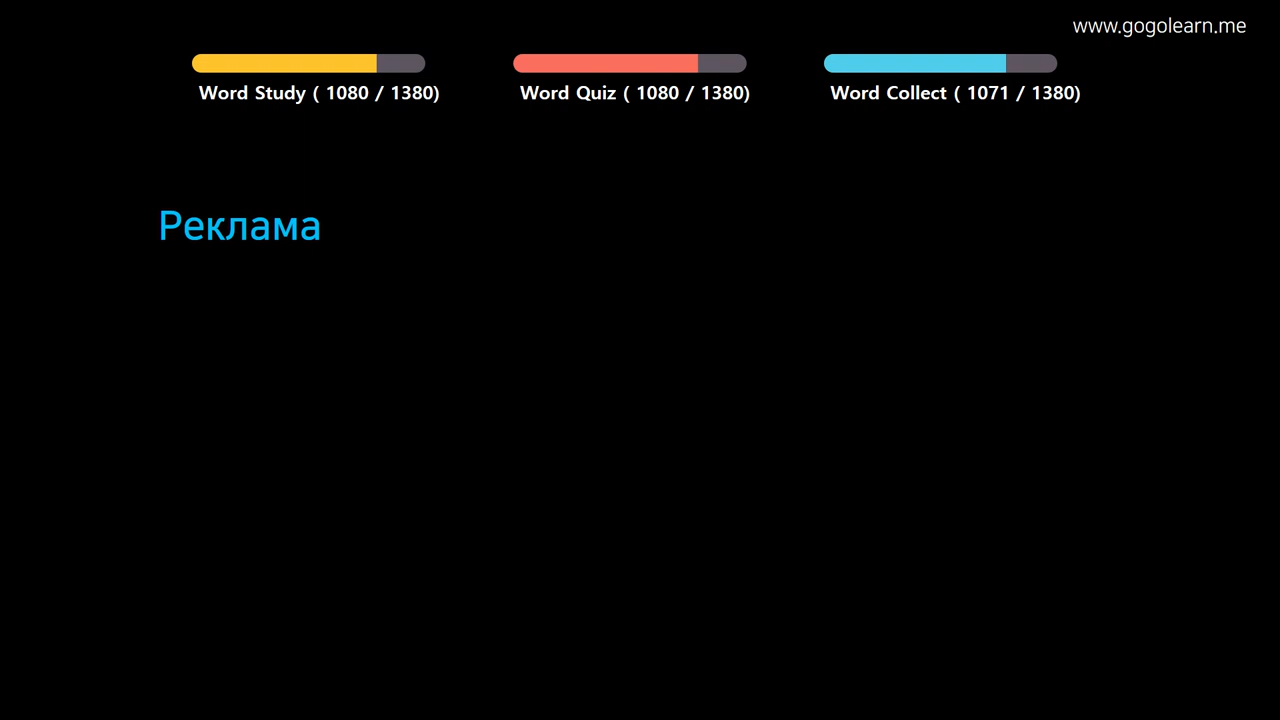 www.gogolearn.me
Word Study ( 1080 / 1380)
Word Quiz ( 1080 / 1380)
Word Collect ( 1071 / 1380)
Реклама